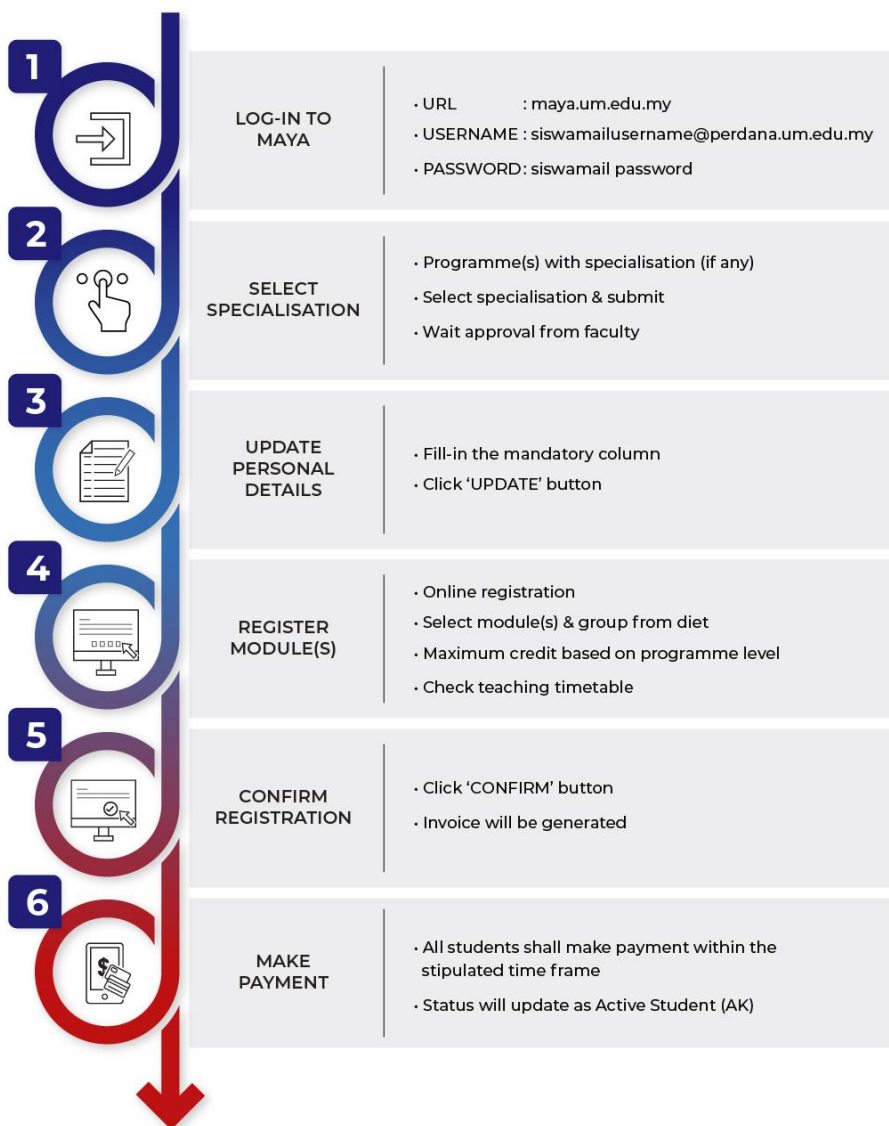 1
LOG-IN TO
MAYA
· URL : maya.um.edu.my
· USERNAME : siswamailusername@perdana.um.edu.my
· PASSWORD : siswamail password
2
SELECT
SPECIALISATION
· Programme(s) with specialisation (if any)
· Select specialisation & submit
· Wait approval from faculty
3
UPDATE
PERSONAL
DETAILS
· Fill-in the mandatory column
· Click ‘UPDATE’ button
4
REGISTER
MODULE(S)
· Online registration
· Select module(s) & group from diet
· Maximum credit based on programme level
· Check teaching timetable
5
CONFIRM
REGISTRATION
· Click ‘CONFIRM’ button
· Invoice will be generated
6
$
MAKE
PAYMENT
· All students shall make payment within the
stipulated time frame
· Status will update as Active Student (AK)